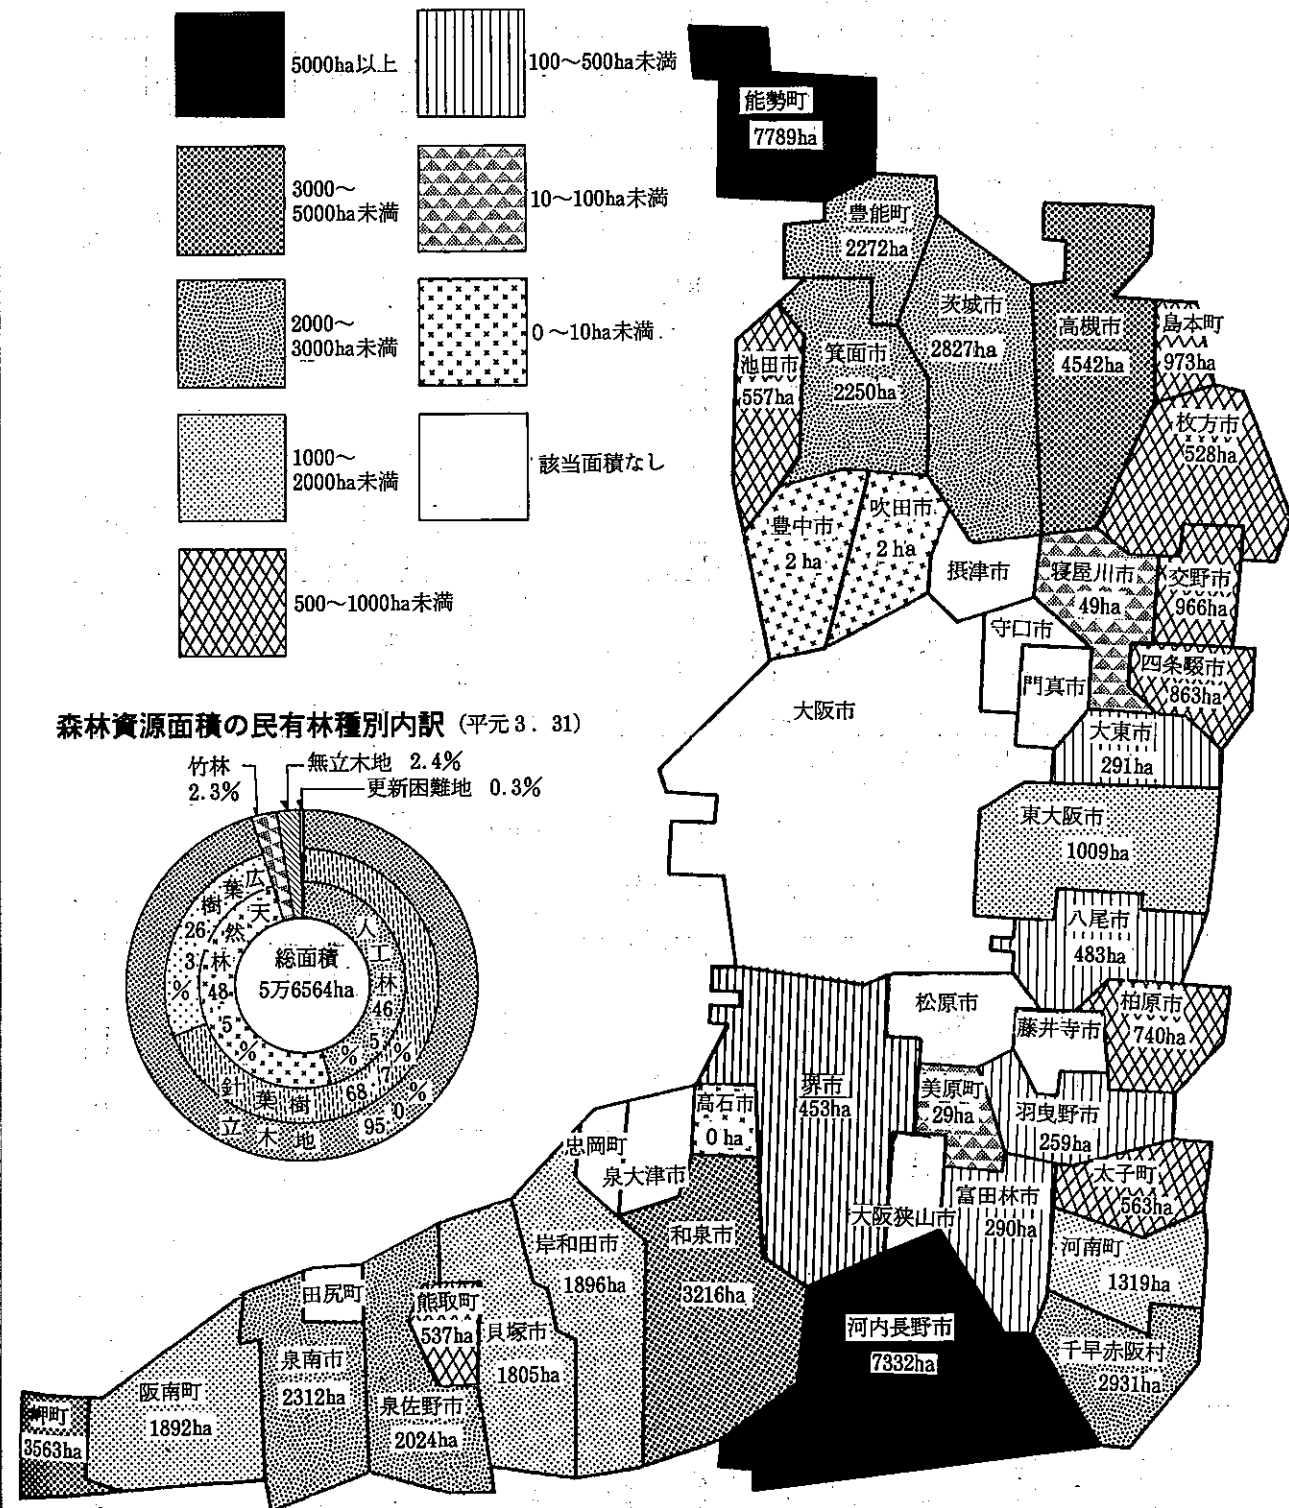 5000ha以上
100～500ha未満
3000～
5000ha未満
10～100ha未満
2000～
3000ha未満
0～10ha未満
1000～
2000ha未満
該当面積なし
500～1000ha未満
能勢町
7789ha
豊能町
2272ha
茨城市
2827ha
高槻市
4542ha
島本町
973ha
池田市
557ha
箕面市
2250ha
枚方市
528ha
豊中市
2ha
吹田市
2ha
摂津市
寝屋川市
49ha
交野市
966ha
守口市
門真市
四条畷市
863ha
大阪市
大東市
291ha
東大阪市
1009ha
八尾市
483ha
松原市
藤井寺市
柏原市
740ha
堺市
453ha
美原町
29ha
羽曳野市
259ha
高石市
0ha
忠岡町
泉大津市
太子町
563ha
富田林市
290ha
大阪狭山市
河南町
1319ha
岸和田市
1896ha
和泉市
3216ha
田尻町
熊取町
537ha
貝塚市
1805ha
河内長野市
7332ha
千早赤阪村
2931ha
泉南市
2312ha
阪南町
1892ha
泉佐野市
2024ha
岬町
3563ha
森林資源面積の民有林種別内訳（平元3．31）
竹林
2.3%
無立木地 2.4%
更新困難地 0.3%
総面積
5万6564ha
人工林46.5%
天然林48.5%
広葉樹26.3%
針葉樹68.7%
立木地95.0%